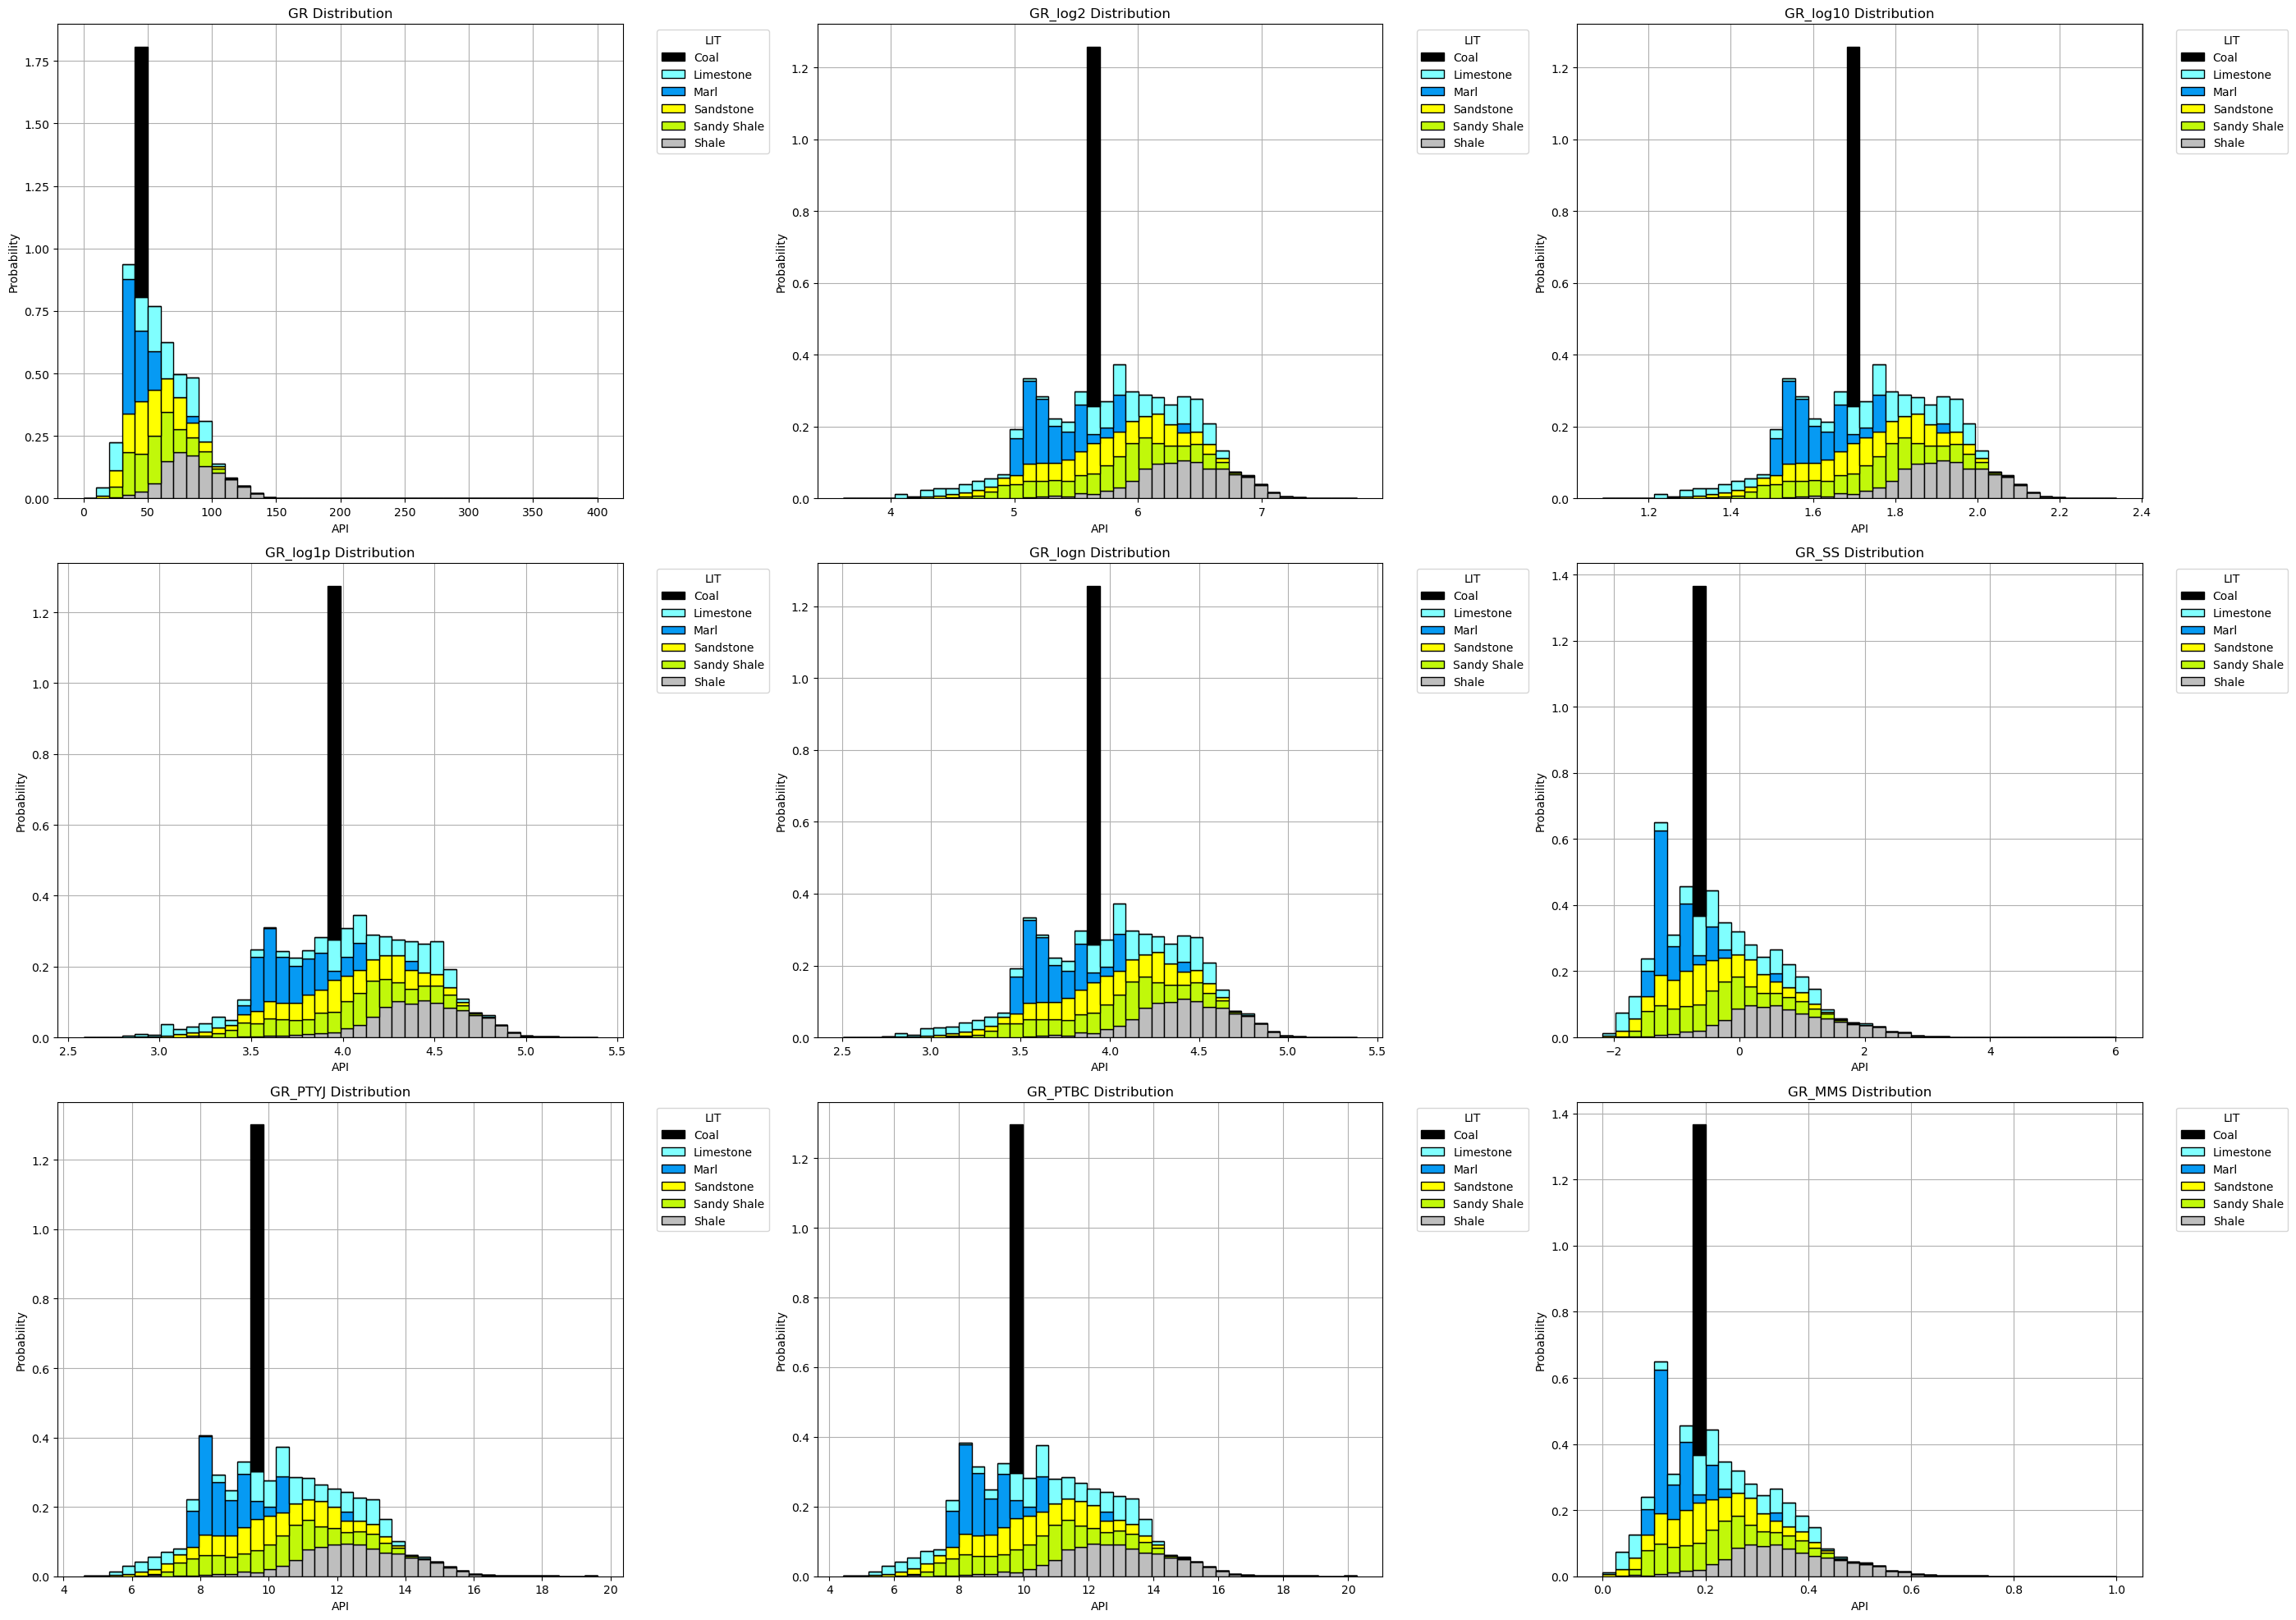 GR Distribution
1.75
1.50
1.25
1.00
0.75
0.50
0.25
0.00
Probability
0 50 100 150 200 250 300 350 400
API
LIT
Coal
Limestone
Marl
Sandstone
Sandy Shale
Shale
GR_log2 Distribution
1.2
1.0
0.8
0.6
0.4
0.2
0.0
Probability
4 5 6 7
API
LIT
Coal
Limestone
Marl
Sandstone
Sandy Shale
Shale
GR_log10 Distribution
1.2
1.0
0.8
0.6
0.4
0.2
0.0
Probability
1.2 1.4 1.6 1.8 2.0 2.2 2.4
API
LIT
Coal
Limestone
Marl
Sandstone
Sandy Shale
Shale
GR_log1p Distribution
1.2
1.0
0.8
0.6
0.4
0.2
0.0
Probability
2.5 3.0 3.5 4.0 4.5 5.0 5.5
API
LIT
Coal
Limestone
Marl
Sandstone
Sandy Shale
Shale
GR_logn Distribution
1.2
1.0
0.8
0.6
0.4
0.2
0.0
Probability
2.5 3.0 3.5 4.0 4.5 5.0 5.5
API
LIT
Coal
Limestone
Marl
Sandstone
Sandy Shale
Shale
GR_SS Distribution
1.4
1.2
1.0
0.8
0.6
0.4
0.2
0.0
Probability
−2 0 2 4 6
API
LIT
Coal
Limestone
Marl
Sandstone
Sandy Shale
Shale
GR_PTYJ Distribution
1.2
1.0
0.8
0.6
0.4
0.2
0.0
Probability
4 6 8 10 12 14 16 18 20
API
LIT
Coal
Limestone
Marl
Sandstone
Sandy Shale
Shale
GR_PTBC Distribution
1.2
1.0
0.8
0.6
0.4
0.2
0.0
Probability
4 6 8 10 12 14 16 18 20
API
LIT
Coal
Limestone
Marl
Sandstone
Sandy Shale
Shale
GR_MMS Distribution
1.4
1.2
1.0
0.8
0.6
0.4
0.2
0.0
Probability
0.0 0.2 0.4 0.6 0.8 1.0
API
LIT
Coal
Limestone
Marl
Sandstone
Sandy Shale
Shale